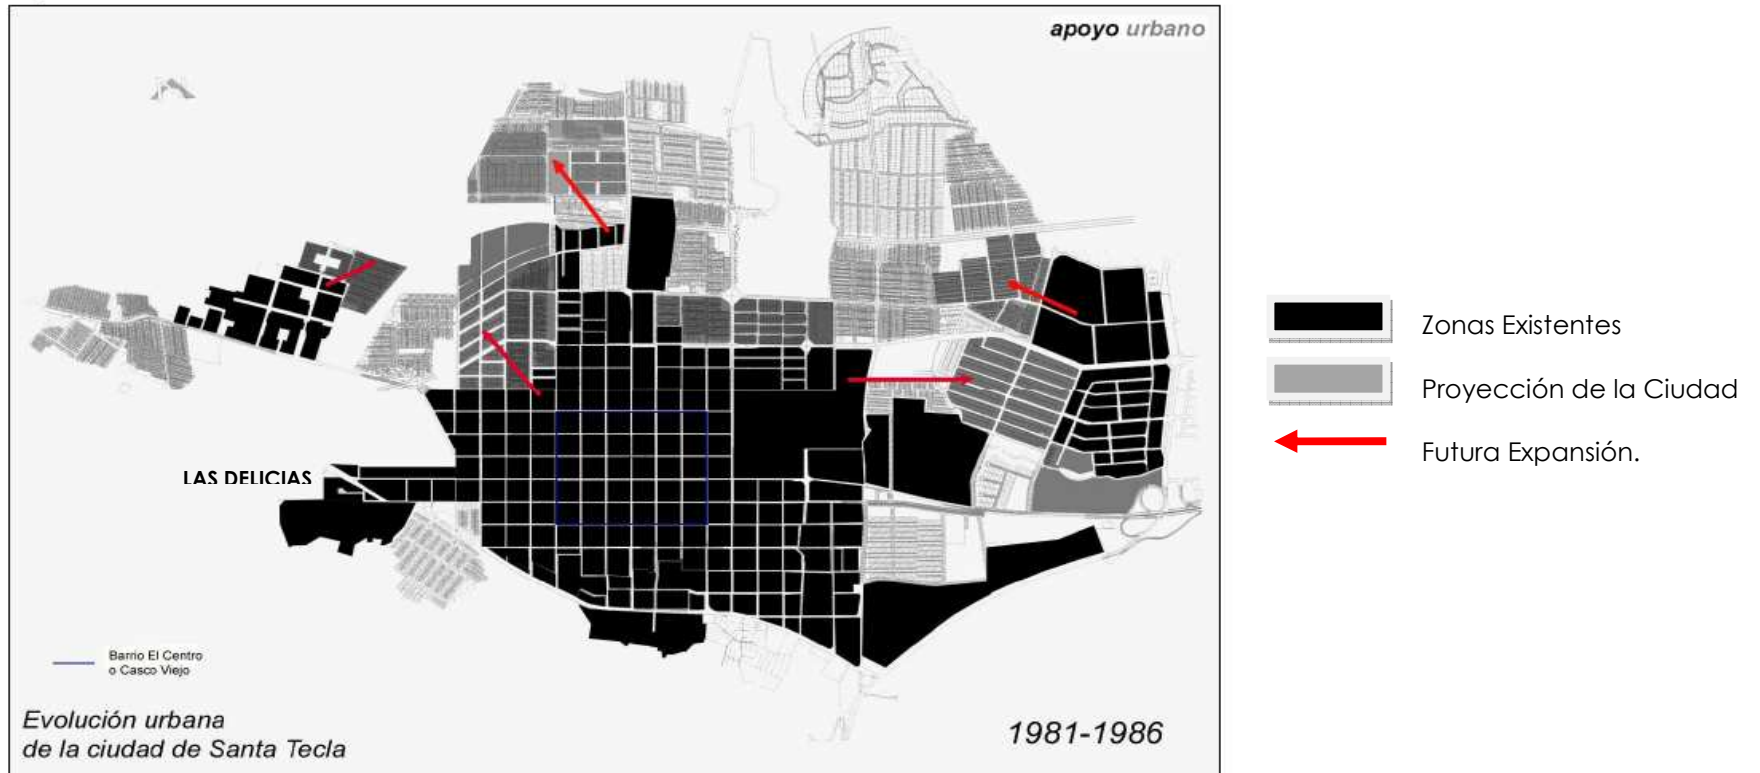 apoyo urbano
LAS DELICIAS
Barrio El Centro
o Casco Viejo
Evolución urbana
de la ciudad de Santa Tecla
1981-1986
Zonas Existentes
Proyección de la Ciudad
Futura Expansión.